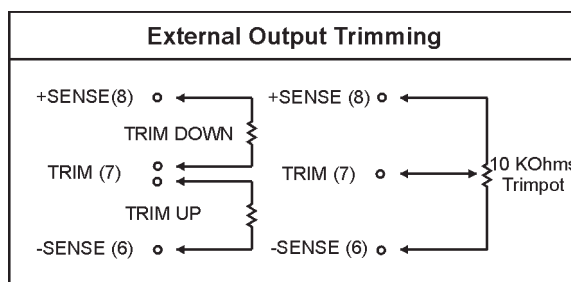 External Output Trimming
+SENSE(8)
TRIM DOWN
TRIM (7)
TRIM UP
-SENSE (6)
+SENSE (8)
TRIM (7)
10 KOhms
Trimpot
-SENSE (6)